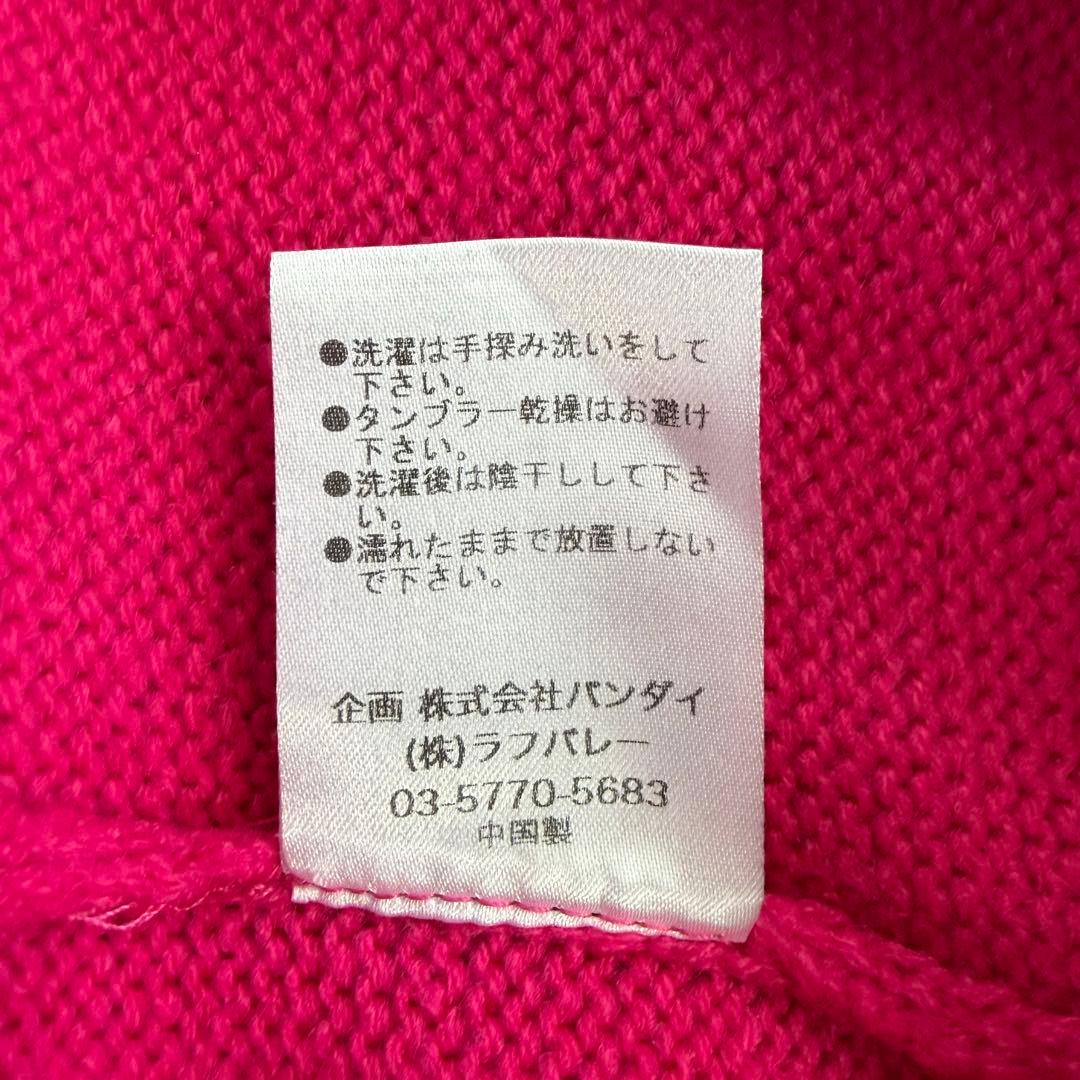 ●洗濯は手揉み洗いをして
下さい。
●タンブラー乾操はお避け
下さい。
●洗濯後は陰干しして下さ
い。
●濡れたままで放置しない
で下さい。
企画 株式会社バンダイ
(株)ラフバレー
03-5770-5683
中国製